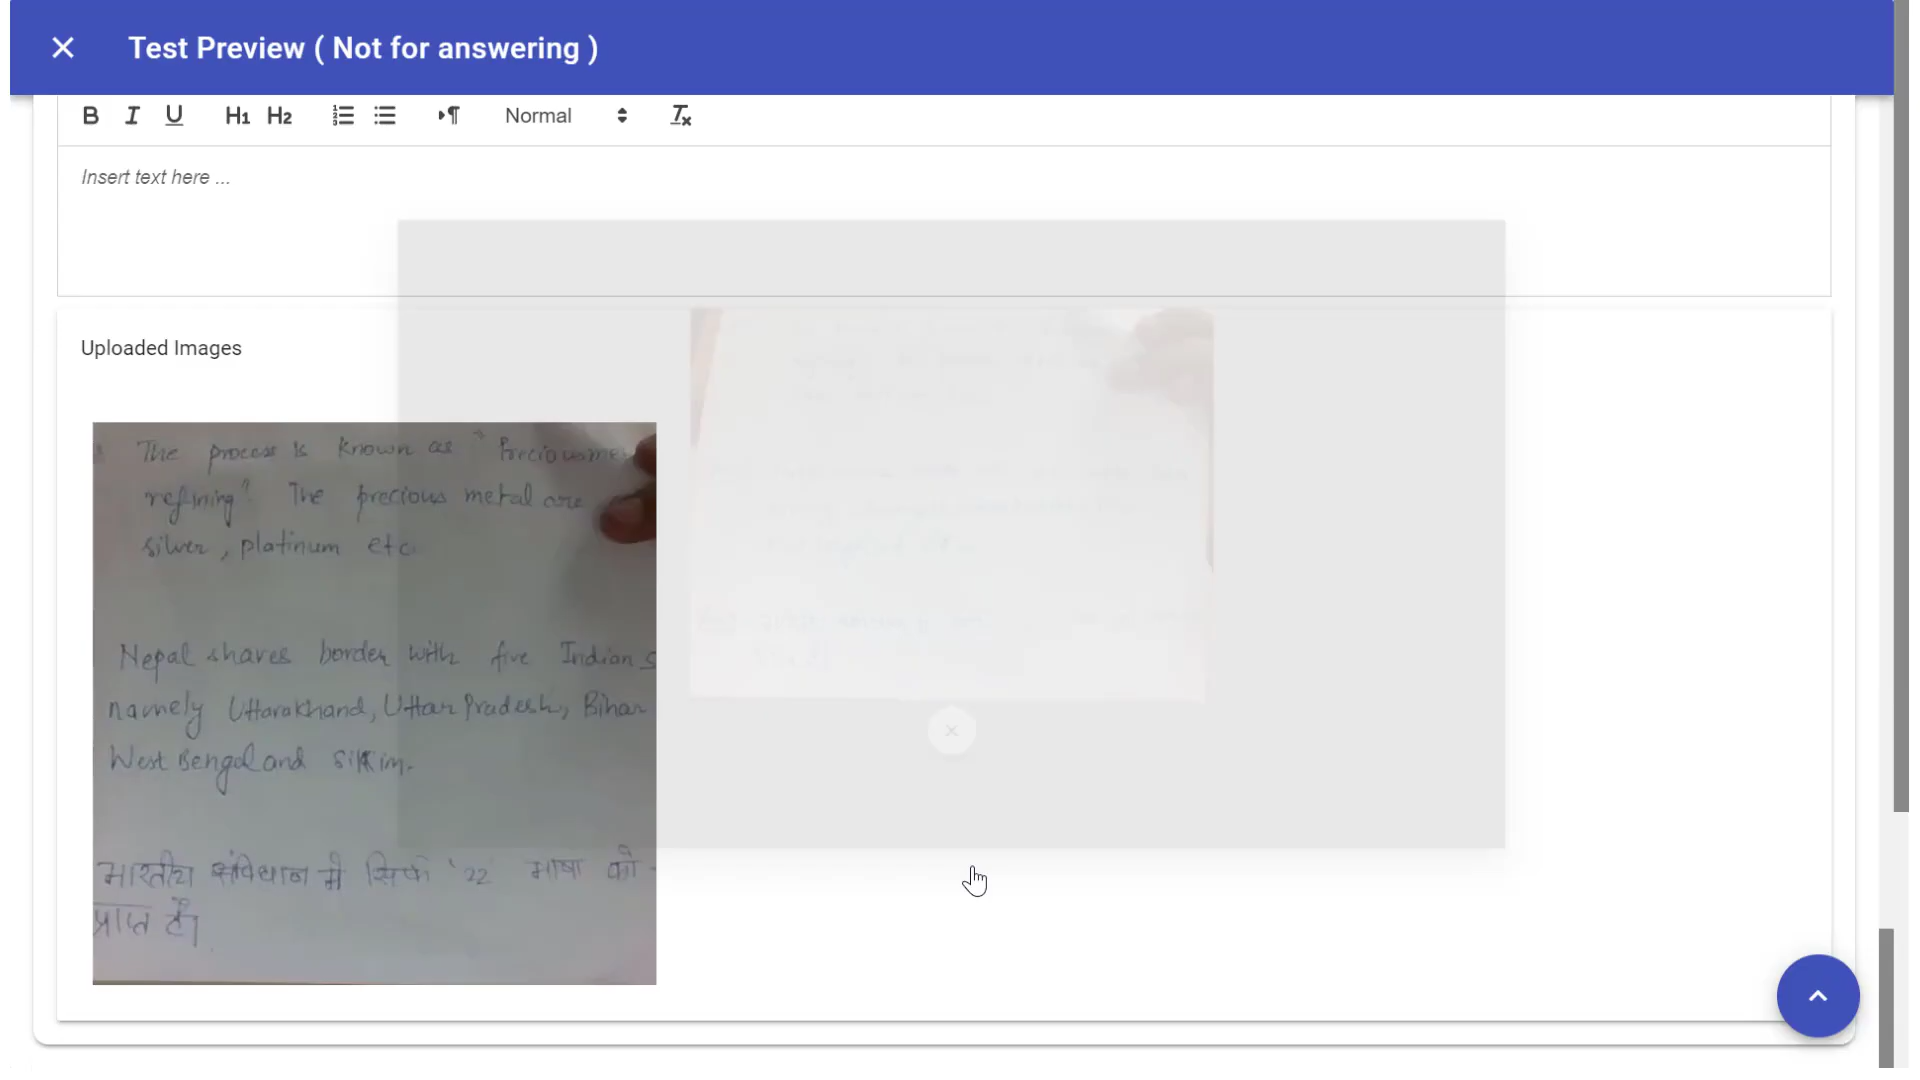 Test Preview ( Not for answering )
B I U H1 H2 Normal
Insert text here ...
Uploaded Images
The process is known as "Preciousme
refining" The precious metal are
silver, platinum etc
Nepal shares border with five Indian s
namely Uttarakhand, Uttar Pradesh, Bihar
West Bengal and sikkim.
भारतीय संविधान में सिर्फ '22' भाषा को
प्राप्त है।